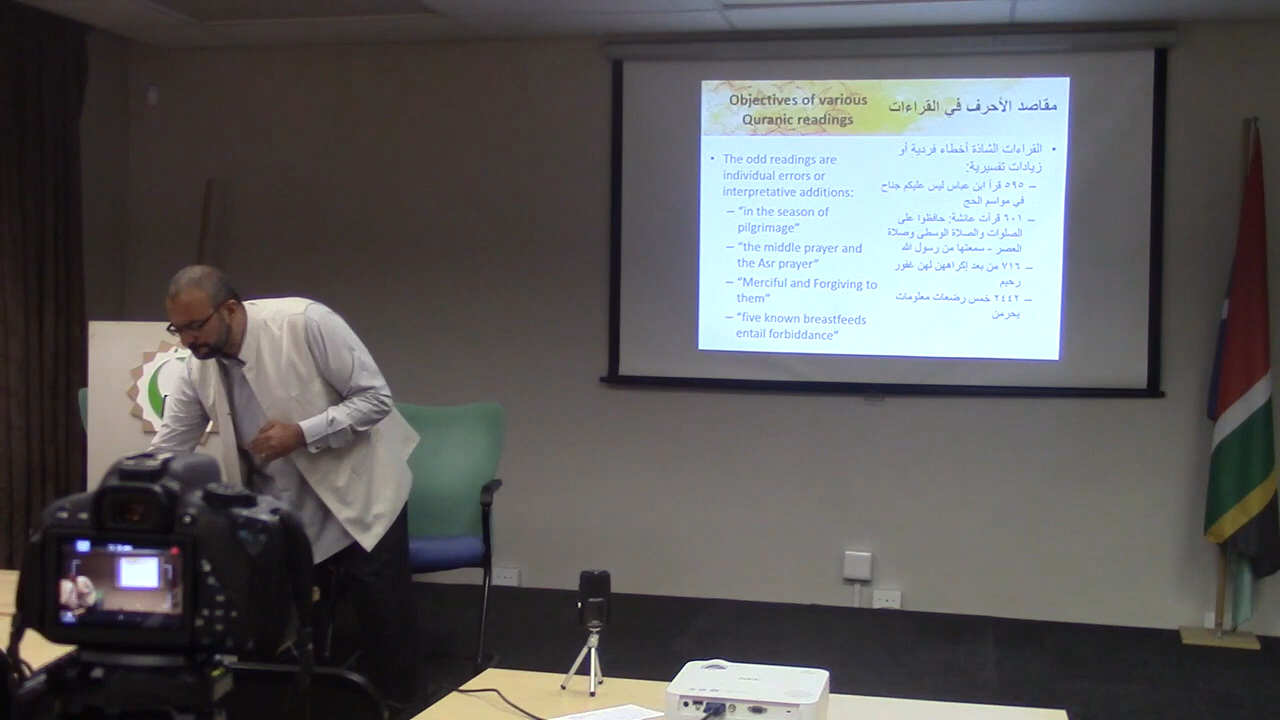 Objectives of various
Quranic readings
مقاصد الأحرف في القراءات
• The odd readings are
individual errors or
interpretative additions:
– “in the season of
pilgrimage”
– “the middle prayer and
the Asr prayer”
– “Merciful and Forgiving to
them”
– “five known breastfeeds
entail forbiddance”
• القراءات الشاذة أخطاء فردية أو
زيادات تفسيرية:
– ٥٩٥ قرأ ابن عباس ليس عليكم جناح
في مواسم الحج
– ٦٠١ قرأت عائشة: حافظوا على
الصلوات والصلاة الوسطى وصلاة
العصر - سمعتها من رسول الله
– ٧١٦ من بعد إكراههن لهن غفور
رحيم
– ٢٤٤٢ خمس رضعات معلومات
يحرمن